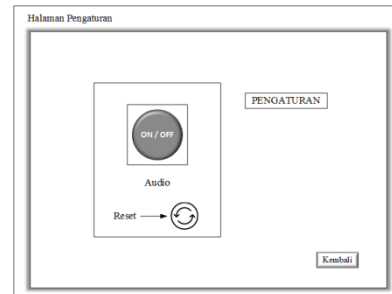 Halaman Pengaturan
PENGATURAN
ON / OFF
Audio
Reset
Kembali